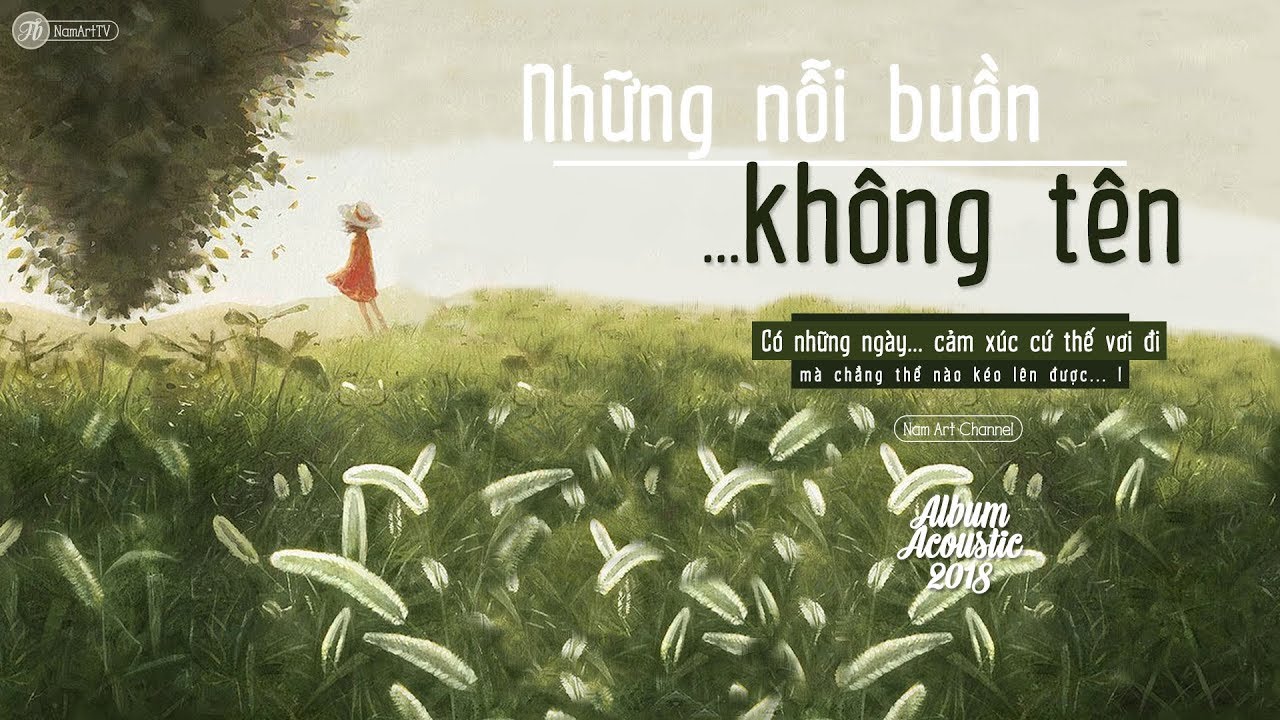 NamArtTV
Những nỗi buồn
...không tên
Có những ngày... cảm xúc cứ thế vơi đi
mà chẳng thể nào kéo lên được... !
Nam Art Channel
Album
Acoustic
2018